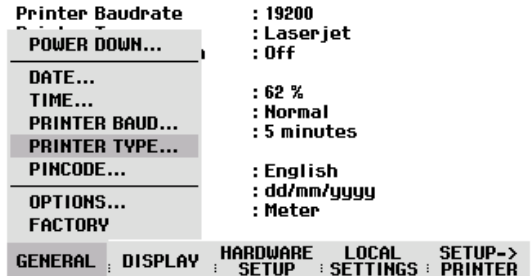 Printer Baudrate : 19200
: Laserjet
POWER DOWN... : Off
DATE...
: 62 %
TIME...
: Normal
PRINTER BAUD... : 5 minutes
PRINTER TYPE...
PINCODE... : English
: dd/mm/yyyy
OPTIONS...
: Meter
FACTORY
GENERAL DISPLAY HARDWARE SETUP LOCAL SETTINGS SETUP-> PRINTER